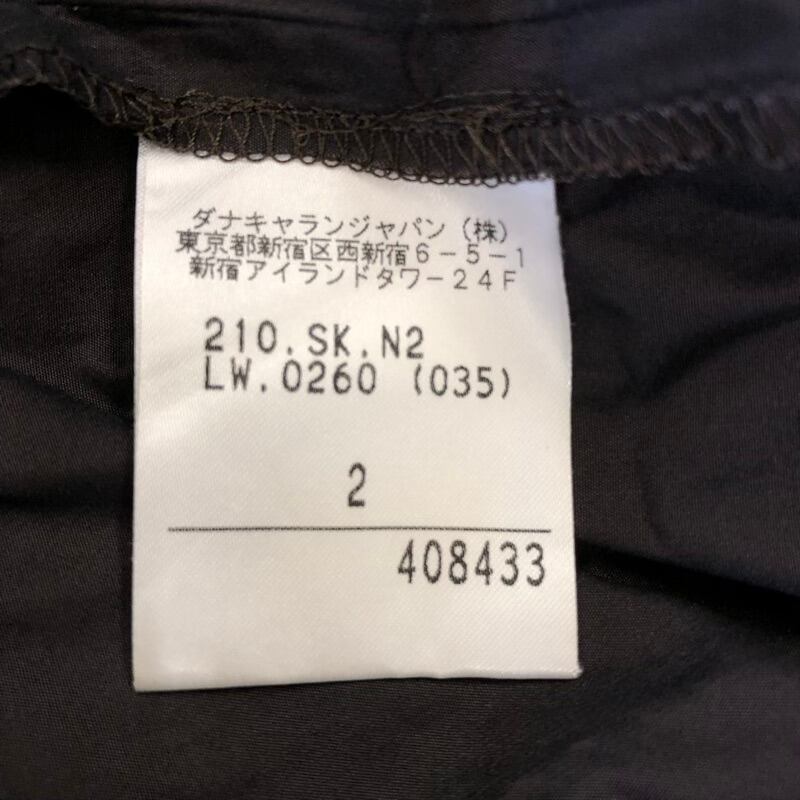 ダナキャランジャパン (株)
東京都新宿区西新宿６−５−１
新宿アイランドタワー２４Ｆ
210.SK.N2
LW.0260 (035)
2
408433